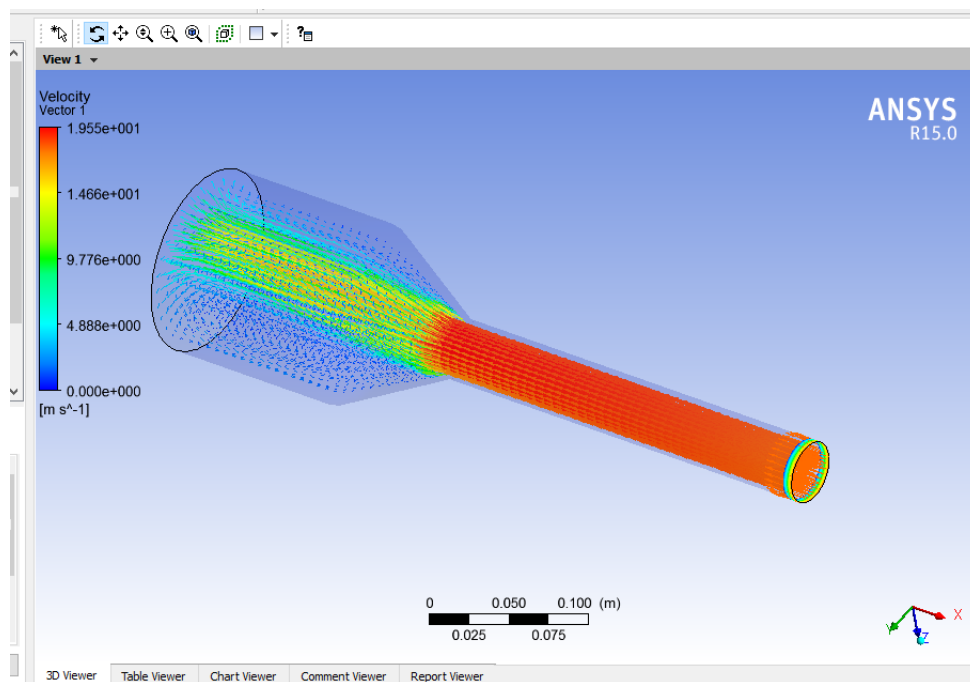 View 1
Velocity
Vector 1
1.955e+001
1.466e+001
9.776e+000
4.888e+000
0.000e+000
[m s^-1]
ANSYS
R15.0
0 0.050 0.100 (m)
0.025 0.075
X
Y
Z
3D Viewer Table Viewer Chart Viewer Comment Viewer Report Viewer